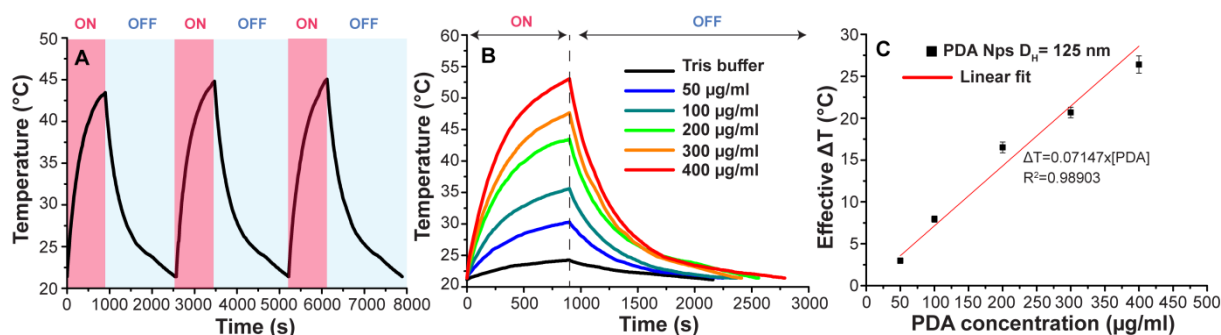 ON OFF ON OFF ON OFF
A
50
45
40
35
30
25
20
0 1000 2000 3000 4000 5000 6000 7000 8000
Temperature (°C)
Time (s)
ON OFF
B
60
55
50
45
40
35
30
25
20
0 500 1000 1500 2000 2500 3000
Temperature (°C)
Time (s)
Tris buffer
50 µg/ml
100 µg/ml
200 µg/ml
300 µg/ml
400 µg/ml
C
PDA Nps DH= 125 nm
Linear fit
30
25
20
15
10
5
0
0 50 100 150 200 250 300 350 400 450
ΔT=0.07147x[PDA]
R²=0.98903
Effective ΔT (°C)
PDA concentration (µg/ml)